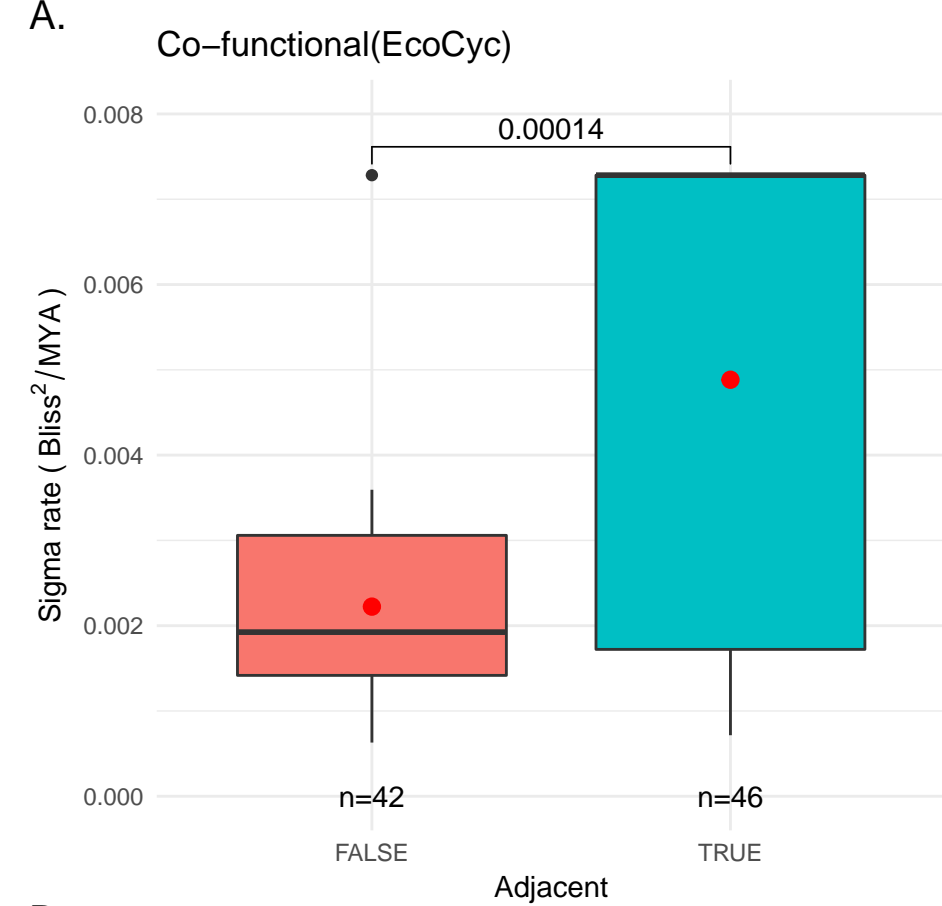 A.
Co−functional(EcoCyc)
0.008
0.00014
0.006
Sigma rate ( Bliss²/MYA )
0.004
0.002
0.000
n=42
n=46
FALSE
TRUE
Adjacent